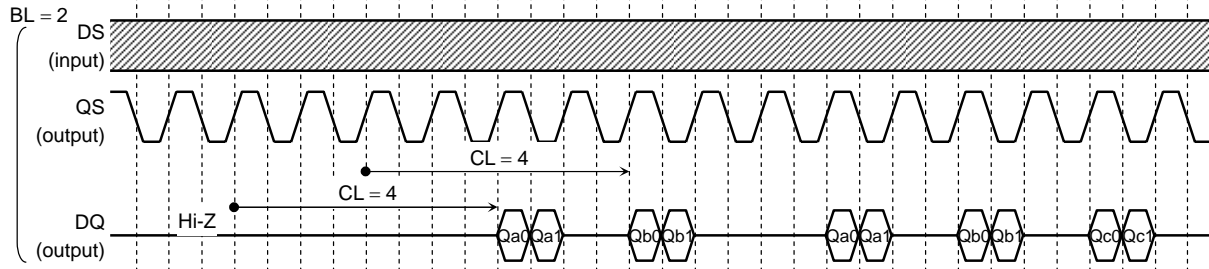 BL = 2
DS
(input)
QS
(output)
CL = 4
CL = 4
Hi-Z
DQ
(output)
Qa0 Qa1 Qb0 Qb1 Qa0 Qa1 Qb0 Qb1 Qc0 Qc1